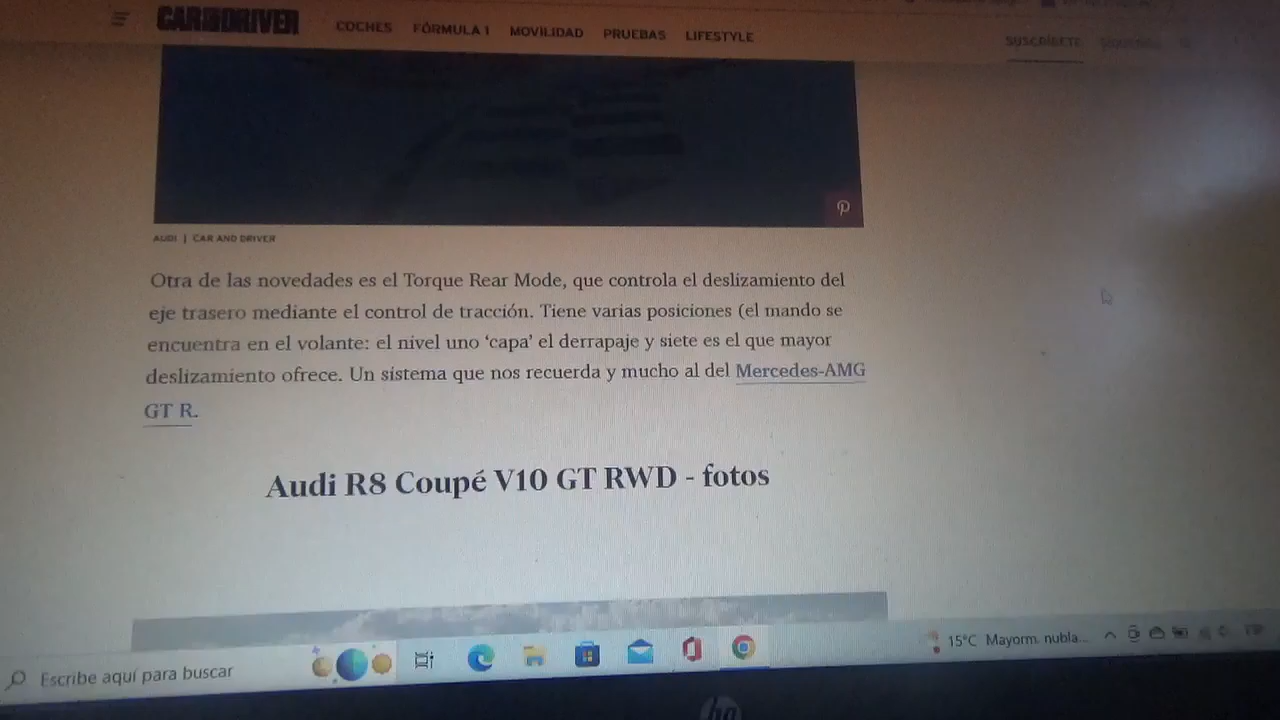 CAR AND DRIVER
COCHES FÓRMULA 1 MOVILIDAD PRUEBAS LIFESTYLE SUSCRÍBETE
AUDI | CAR AND DRIVER
Otra de las novedades es el Torque Rear Mode, que controla el deslizamiento del
eje trasero mediante el control de tracción. Tiene varias posiciones (el mando se
encuentra en el volante: el nivel uno ‘capa’ el derrapaje y siete es el que mayor
deslizamiento ofrece. Un sistema que nos recuerda y mucho al del Mercedes-AMG
GT R.
Audi R8 Coupé V10 GT RWD - fotos
Escribe aquí para buscar
15°C Mayorm. nubla...
hp